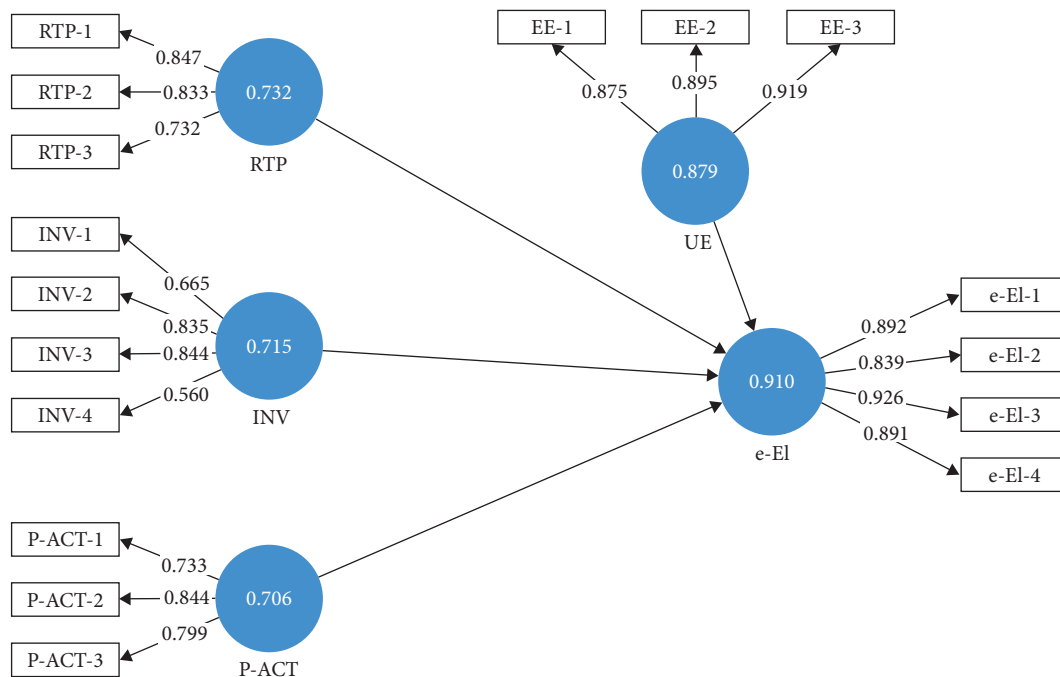 RTP-1
RTP-2
RTP-3
0.847
0.833
0.732
0.732
RTP
EE-1
EE-2
EE-3
0.875
0.895
0.919
0.879
UE
INV-1
INV-2
INV-3
INV-4
0.665
0.835
0.844
0.560
0.715
INV
0.910
e-El
0.892
0.839
0.926
0.891
e-El-1
e-El-2
e-El-3
e-El-4
P-ACT-1
P-ACT-2
P-ACT-3
0.733
0.844
0.799
0.706
P-ACT